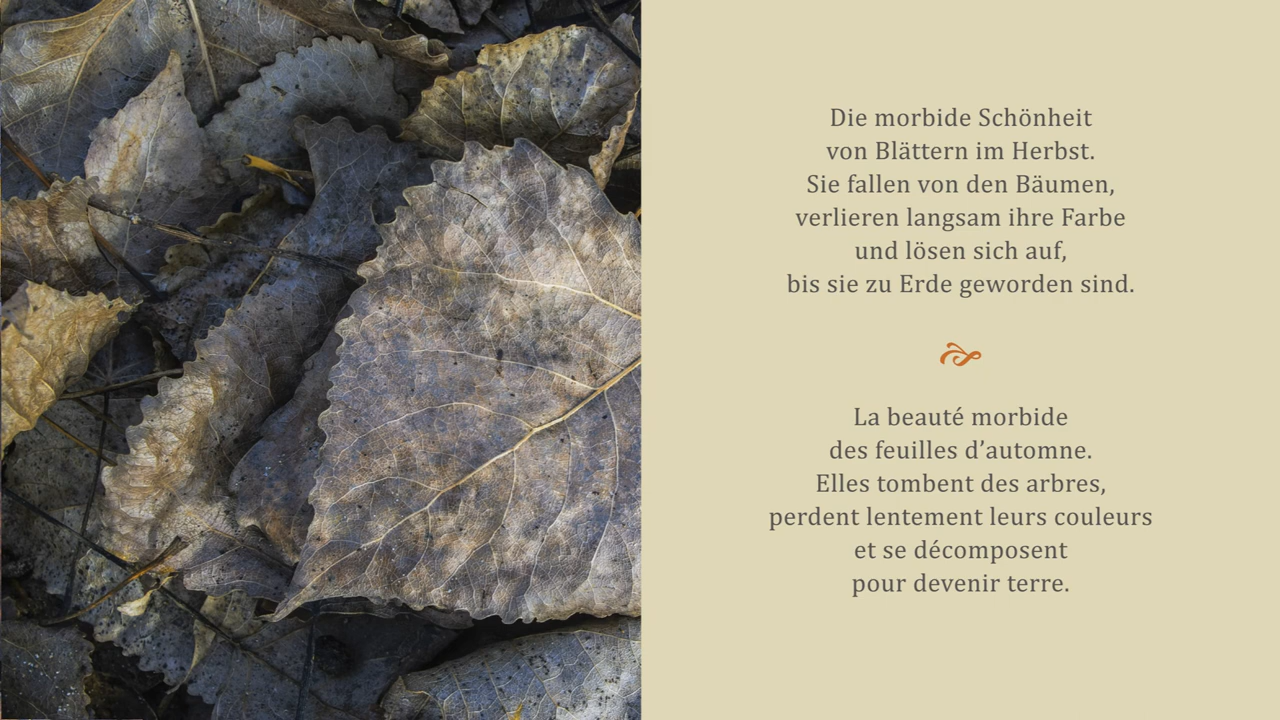 Die morbide Schönheit
von Blättern im Herbst.
Sie fallen von den Bäumen,
verlieren langsam ihre Farbe
und lösen sich auf,
bis sie zu Erde geworden sind.
La beauté morbide
des feuilles d’automne.
Elles tombent des arbres,
perdent lentement leurs couleurs
et se décomposent
pour devenir terre.